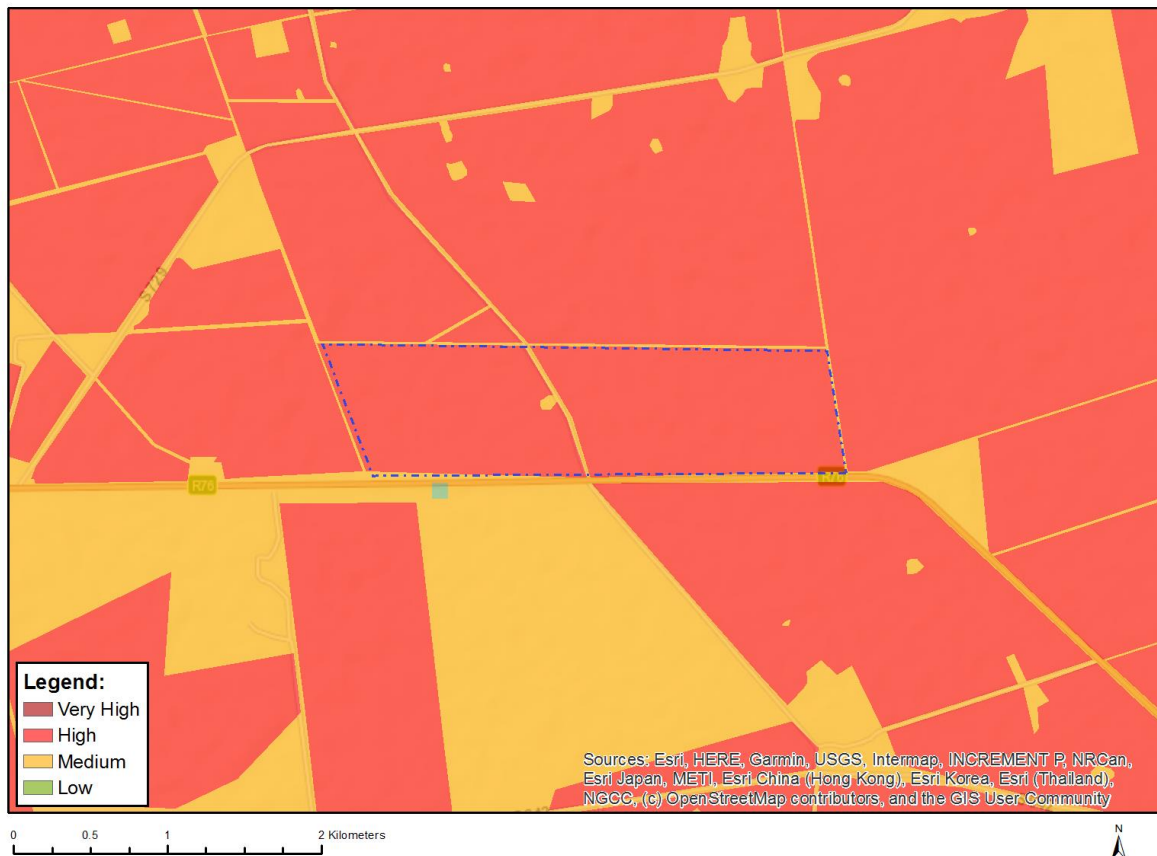 S729
R76
R76
Legend:
Very High
High
Medium
Low
Sources: Esri, HERE, Garmin, USGS, Intermap, INCREMENT P, NRCan,
Esri Japan, METI, Esri China (Hong Kong), Esri Korea, Esri (Thailand),
NGCC, (c) OpenStreetMap contributors, and the GIS User Community
0 0.5 1 2 Kilometers
N